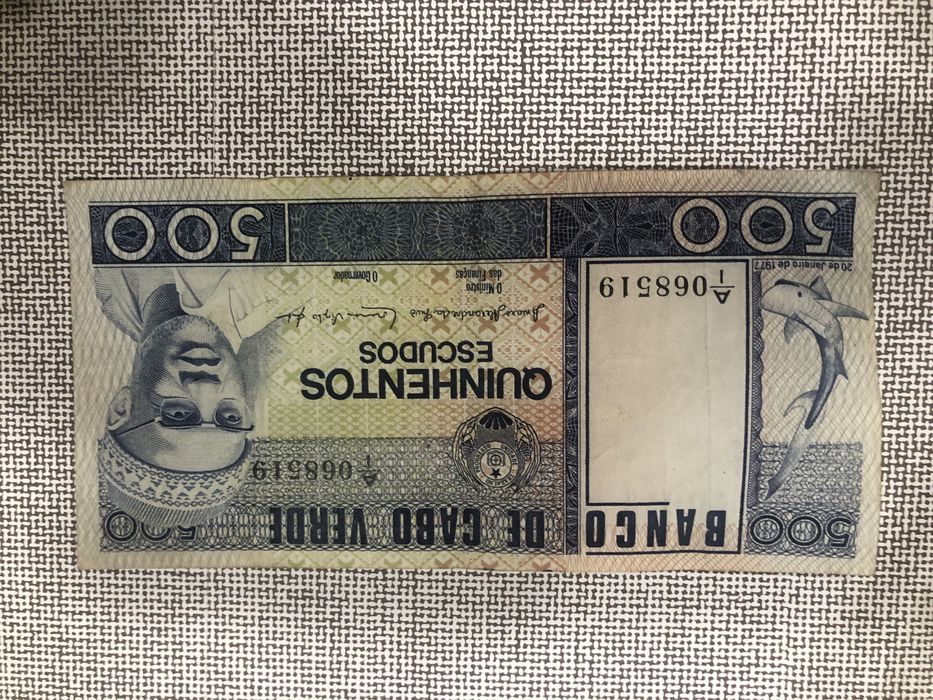 500
BANCO DE CABO VERDE
500
A/1 068519
QUINHENTOS
ESCUDOS
O Ministro
das Finanças
O Governador
A/1 068519
20 de Janeiro de 1977
500
500